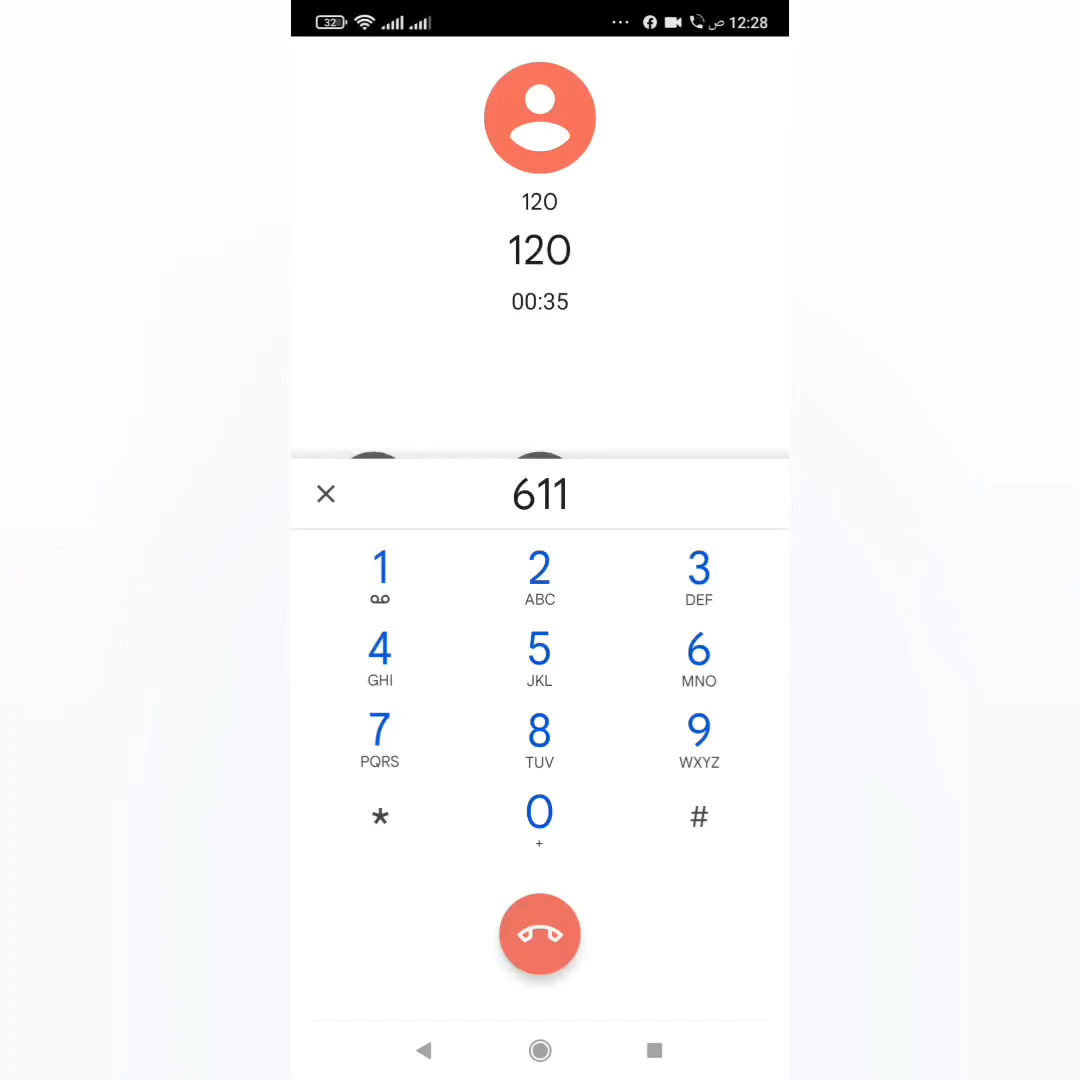 32 ... ص 12:28
120
120
00:35
611
1 2 3
ABC DEF
4 5 6
GHI JKL MNO
7 8 9
PQRS TUV WXYZ
* 0 #
+